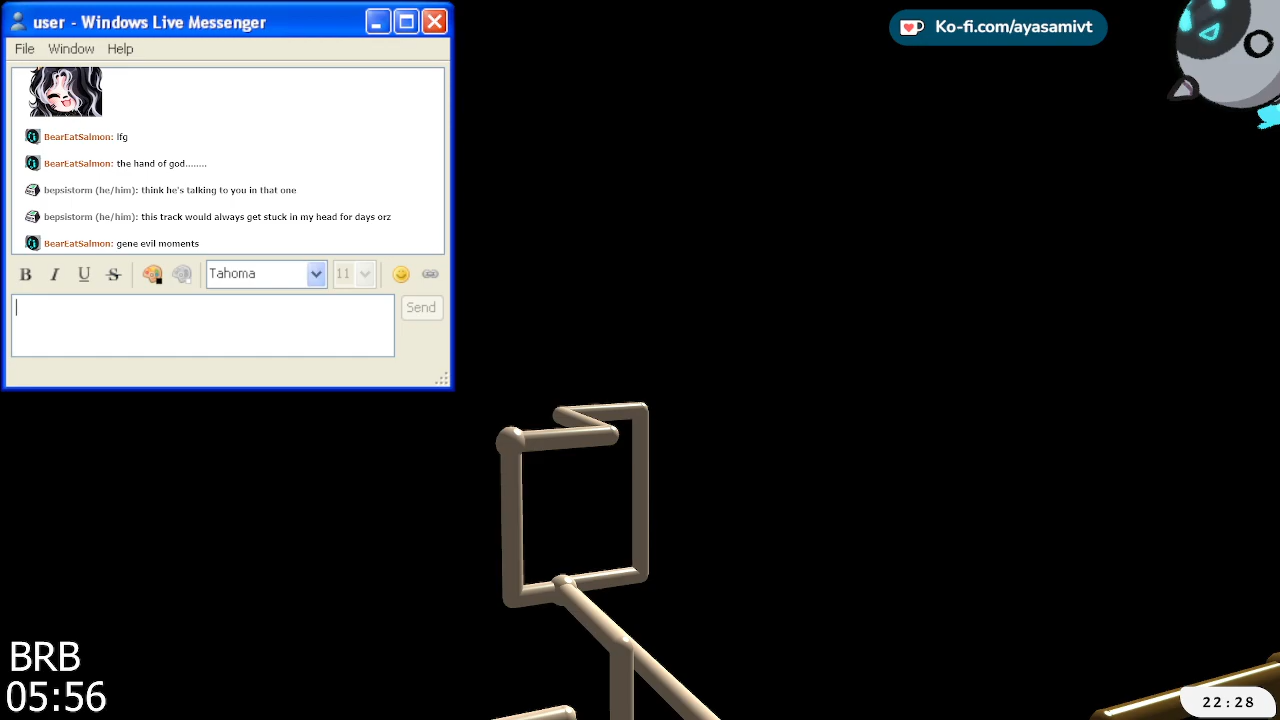 user - Windows Live Messenger
File Window Help
BearEatSalmon: lfg
BearEatSalmon: the hand of god........
bepsistorm (he/him): think he's talking to you in that one
bepsistorm (he/him): this track would always get stuck in my head for days orz
BearEatSalmon: gene evil moments
B I U S Tahoma 11
Send
Ko-fi.com/ayasamivt
BRB
05:56
22:28